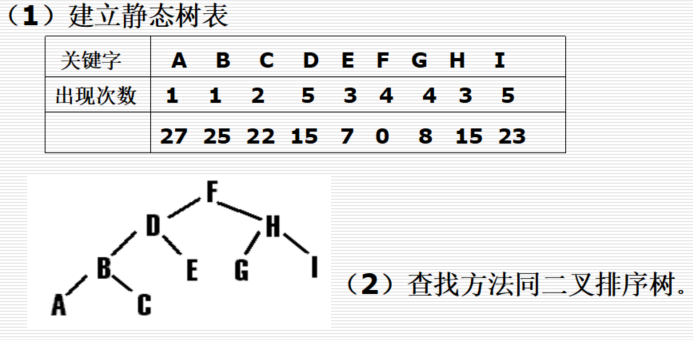 （1）建立静态树表
关键字 A B C D E F G H I
出现次数 1 1 2 5 3 4 4 3 5
27 25 22 15 7 0 8 15 23
F
D H
B E G I
A C
（2）查找方法同二叉排序树。